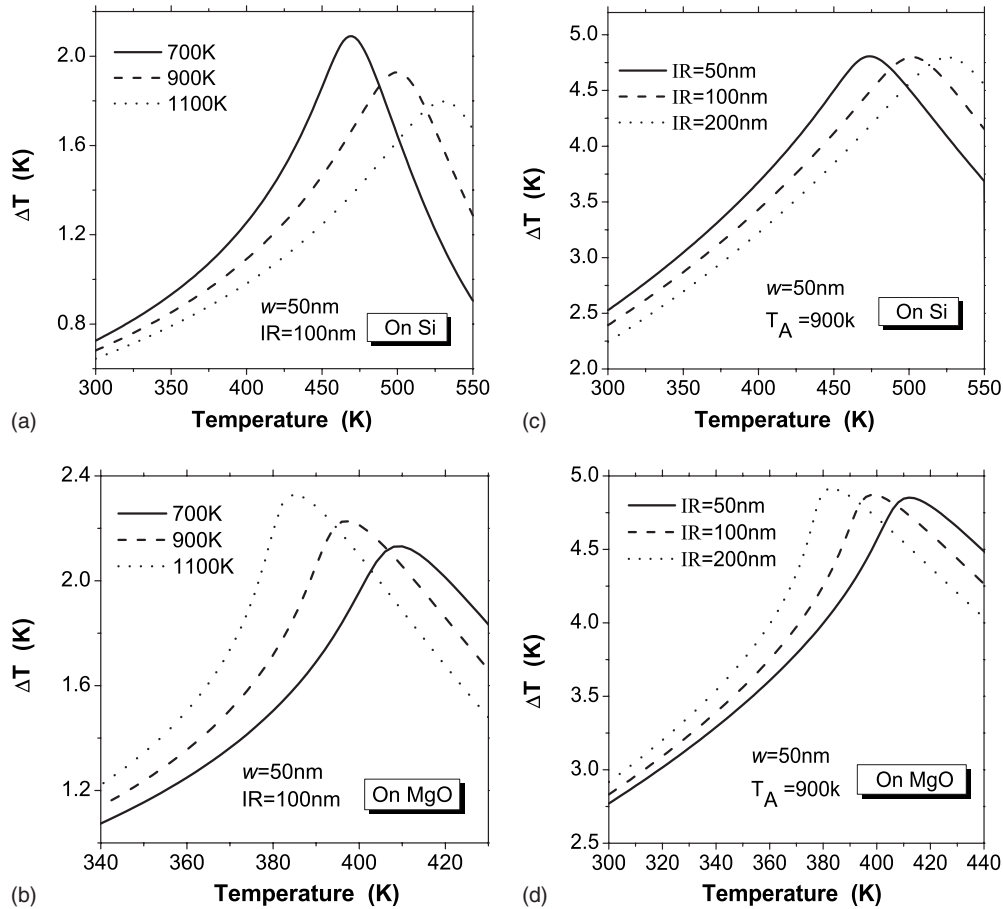 2.0
1.6
1.2
0.8
ΔT (K)
700K
900K
1100K
w=50nm
IR=100nm
On Si
300 350 400 450 500 550
Temperature (K)
(a)
5.0
4.5
4.0
3.5
3.0
2.5
2.0
ΔT (K)
IR=50nm
IR=100nm
IR=200nm
w=50nm
TA =900k
On Si
300 350 400 450 500 550
Temperature (K)
(c)
2.4
2.0
1.6
1.2
ΔT (K)
700K
900K
1100K
w=50nm
IR=100nm
On MgO
340 360 380 400 420
Temperature (K)
(b)
5.0
4.5
4.0
3.5
3.0
2.5
ΔT (K)
IR=50nm
IR=100nm
IR=200nm
w=50nm
TA =900k
On MgO
300 320 340 360 380 400 420 440
Temperature (K)
(d)